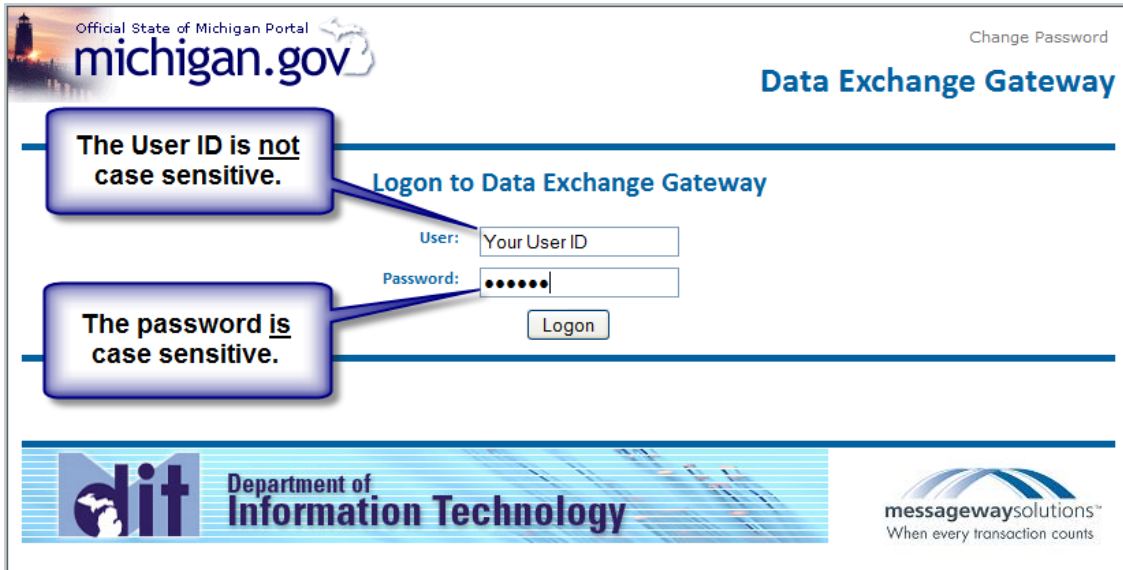 Official State of Michigan Portal
michigan.gov
Change Password
Data Exchange Gateway
The User ID is not
case sensitive.
Logon to Data Exchange Gateway
User:
Your User ID
Password:
••••••
The password is
case sensitive.
Logon
dit
Department of
Information Technology
messagewaysolutions™
When every transaction counts